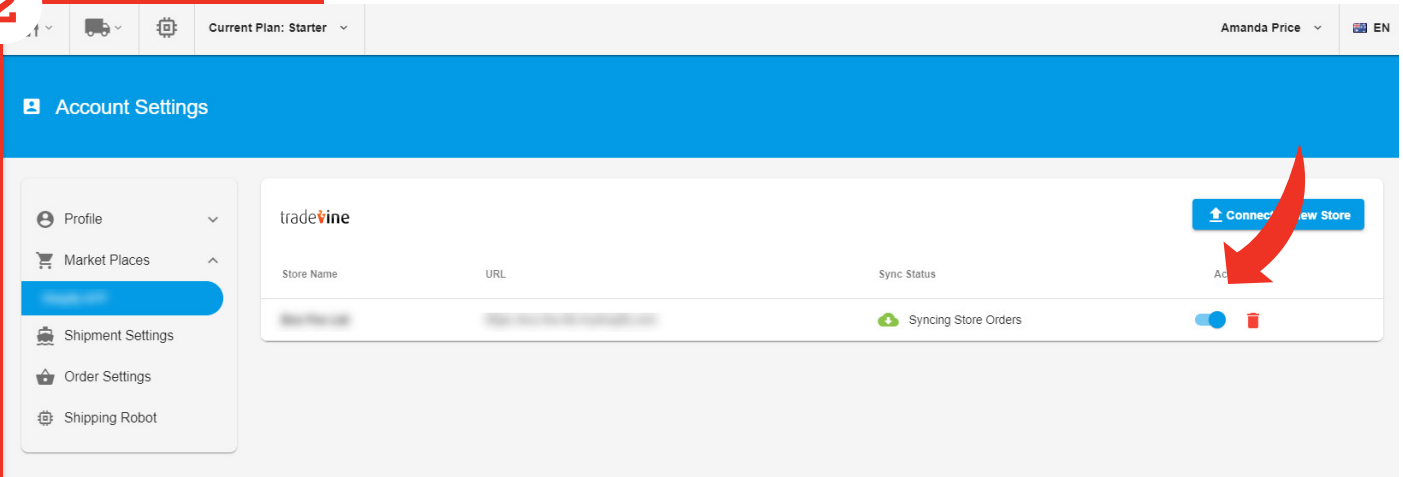 2
Current Plan: Starter
Amanda Price
EN
Account Settings
Profile
Market Places
Shipment Settings
Order Settings
Shipping Robot
tradevine
Connect ew Store
Store Name URL Sync Status Ac
Syncing Store Orders